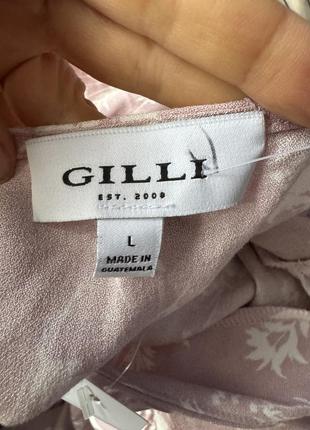 GILLI
EST. 2009
L
MADE IN
GUATEMALA